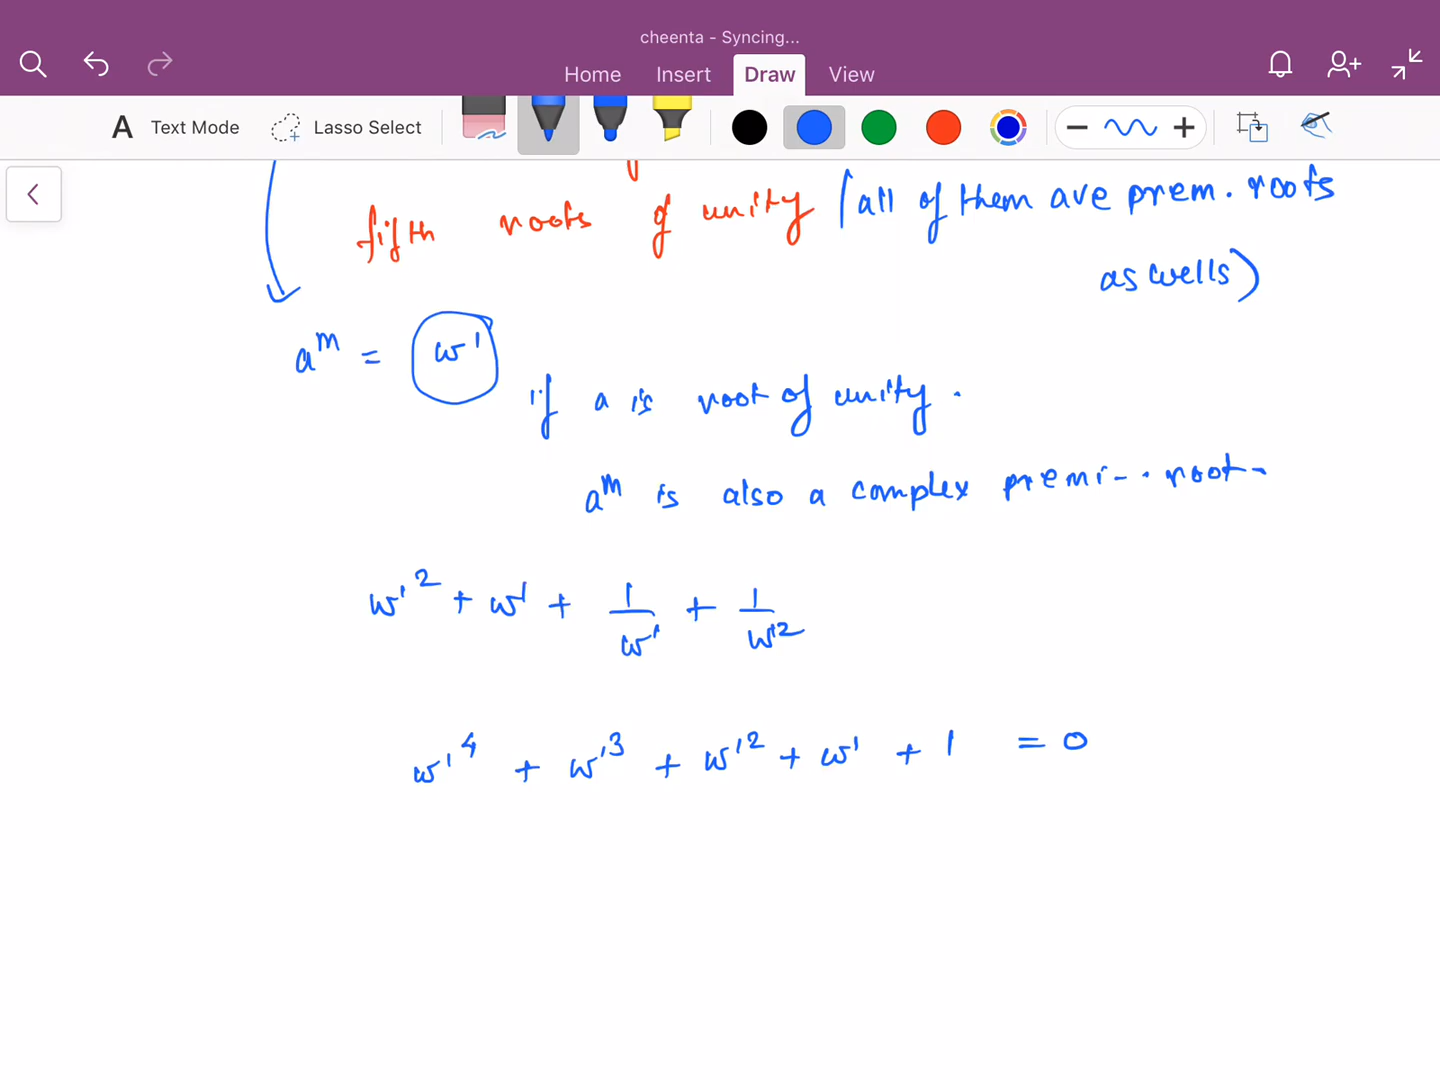 cheenta - Syncing...
Home Insert Draw View
A Text Mode Lasso Select
fifth roots of unity (all of them are prem. roots
as wells)
a^m = w'
if a is root of unity.
a^m is also a complex premi-. root-
w'^2 + w' + 1/w' + 1/w'^2
w'^4 + w'^3 + w'^2 + w' + 1 = 0